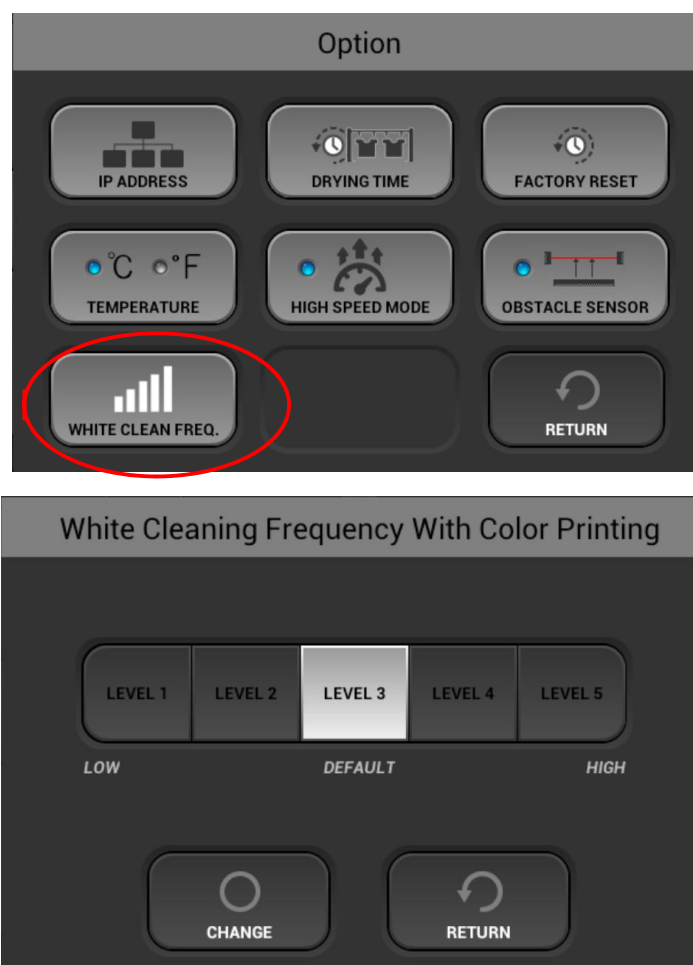 Option
IP ADDRESS
DRYING TIME
FACTORY RESET
°C °F
TEMPERATURE
HIGH SPEED MODE
OBSTACLE SENSOR
WHITE CLEAN FREQ.
RETURN
White Cleaning Frequency With Color Printing
LEVEL 1
LEVEL 2
LEVEL 3
LEVEL 4
LEVEL 5
LOW
DEFAULT
HIGH
CHANGE
RETURN